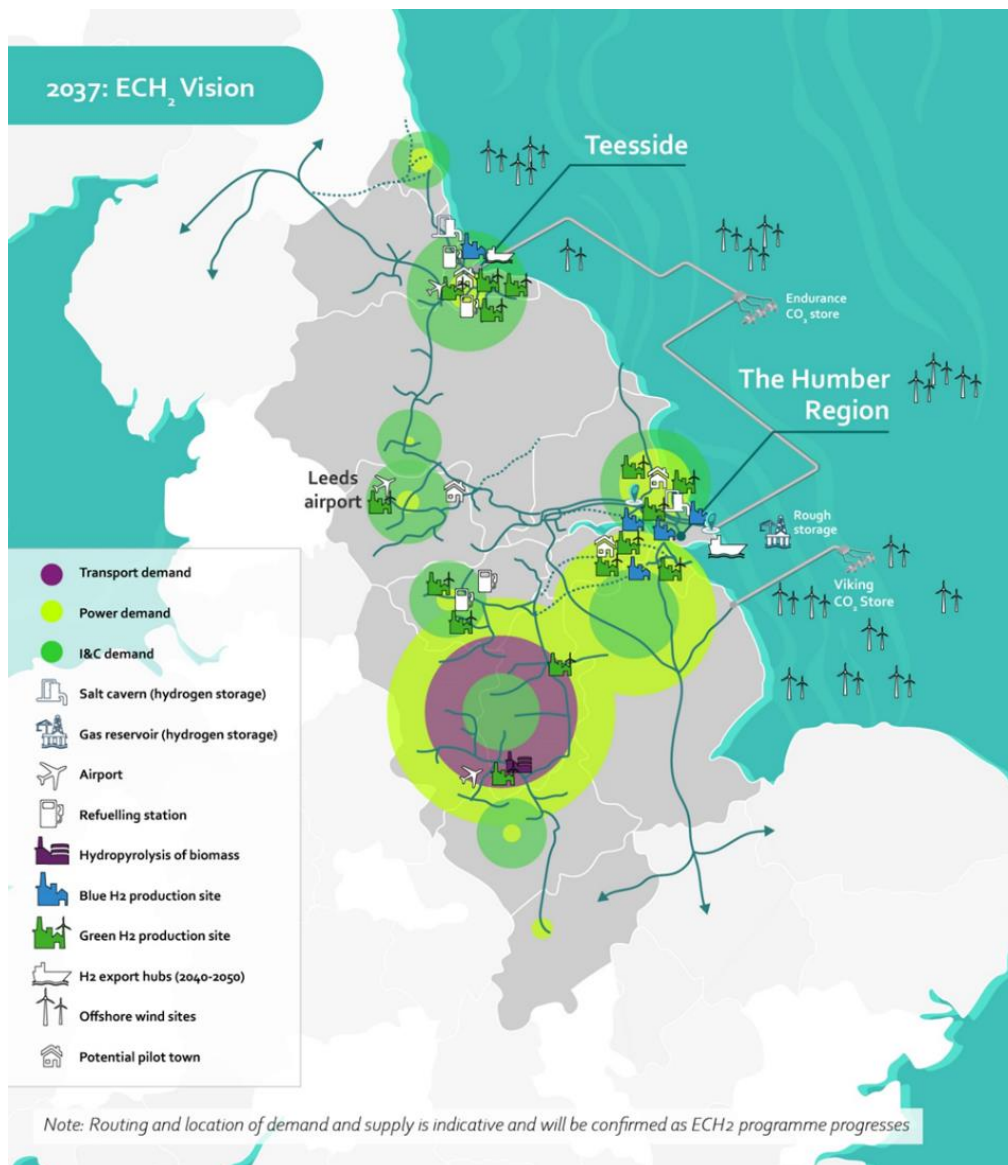 2037: ECH₂ Vision
Teesside
Endurance
CO₂ store
The Humber
Region
Leeds
airport
Rough
storage
Viking
CO₂ Store
Transport demand
Power demand
I&C demand
Salt cavern (hydrogen storage)
Gas reservoir (hydrogen storage)
Airport
Refuelling station
Hydropyrolysis of biomass
Blue H2 production site
Green H2 production site
H2 export hubs (2040-2050)
Offshore wind sites
Potential pilot town
Note: Routing and location of demand and supply is indicative and will be confirmed as ECH2 programme progresses